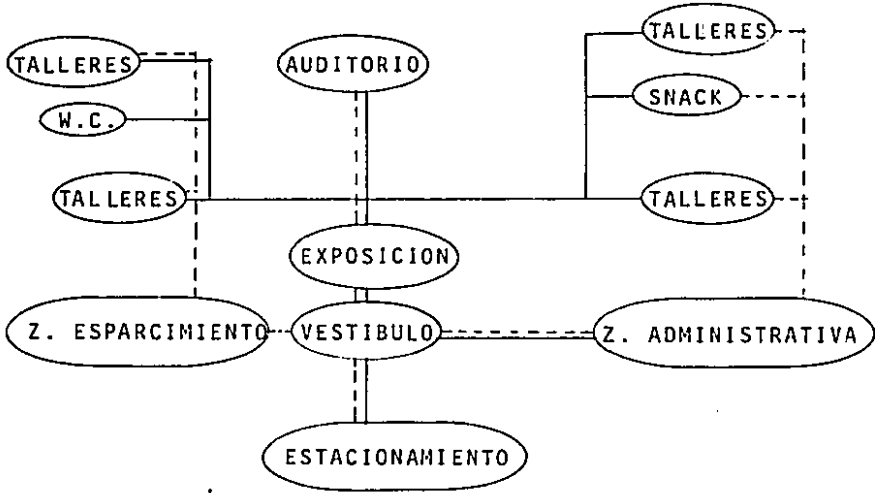 TALLERES
AUDITORIO
TALLERES
W.C.
SNACK
TALLERES
TALLERES
EXPOSICION
Z. ESPARCIMIENTO
VESTIBULO
Z. ADMINISTRATIVA
ESTACIONAMIENTO